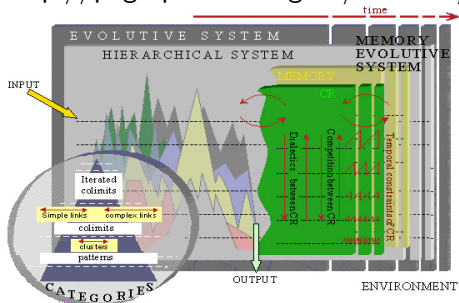 time
EVOLUTIVE SYSTEM
HIERARCHICAL SYSTEM
MEMORY
EVOLUTIVE
SYSTEM
INPUT
MEMORY
CR
Dialectics between CR
Competition between CR
Temporal constraints of CR
Iterated
colimits
Simple links
complex links
colimits
clusters
patterns
CATEGORIES
OUTPUT
ENVIRONMENT